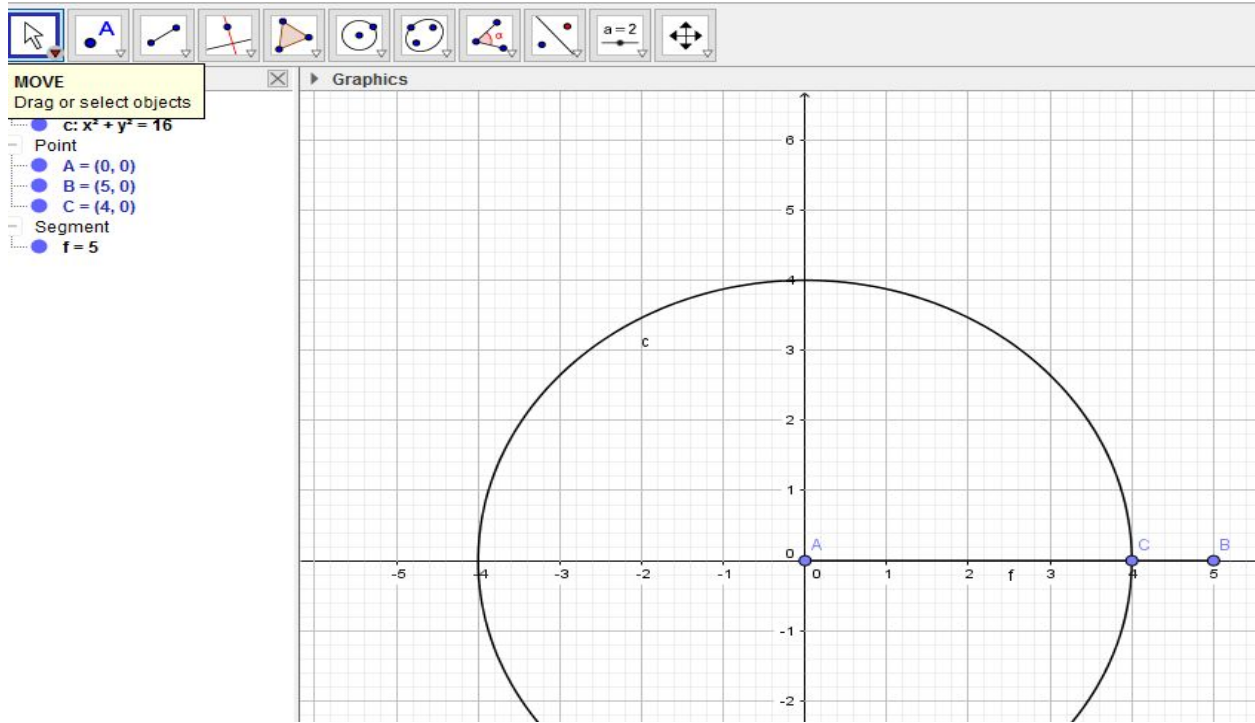 A
α
a = 2
MOVE
Drag or select objects
Graphics
c: x² + y² = 16
Point
A = (0, 0)
B = (5, 0)
C = (4, 0)
Segment
f = 5
6
5
4
c
3
2
1
0
A
C
B
-5
-4
-3
-2
-1
0
1
2
f
3
4
5
-1
-2